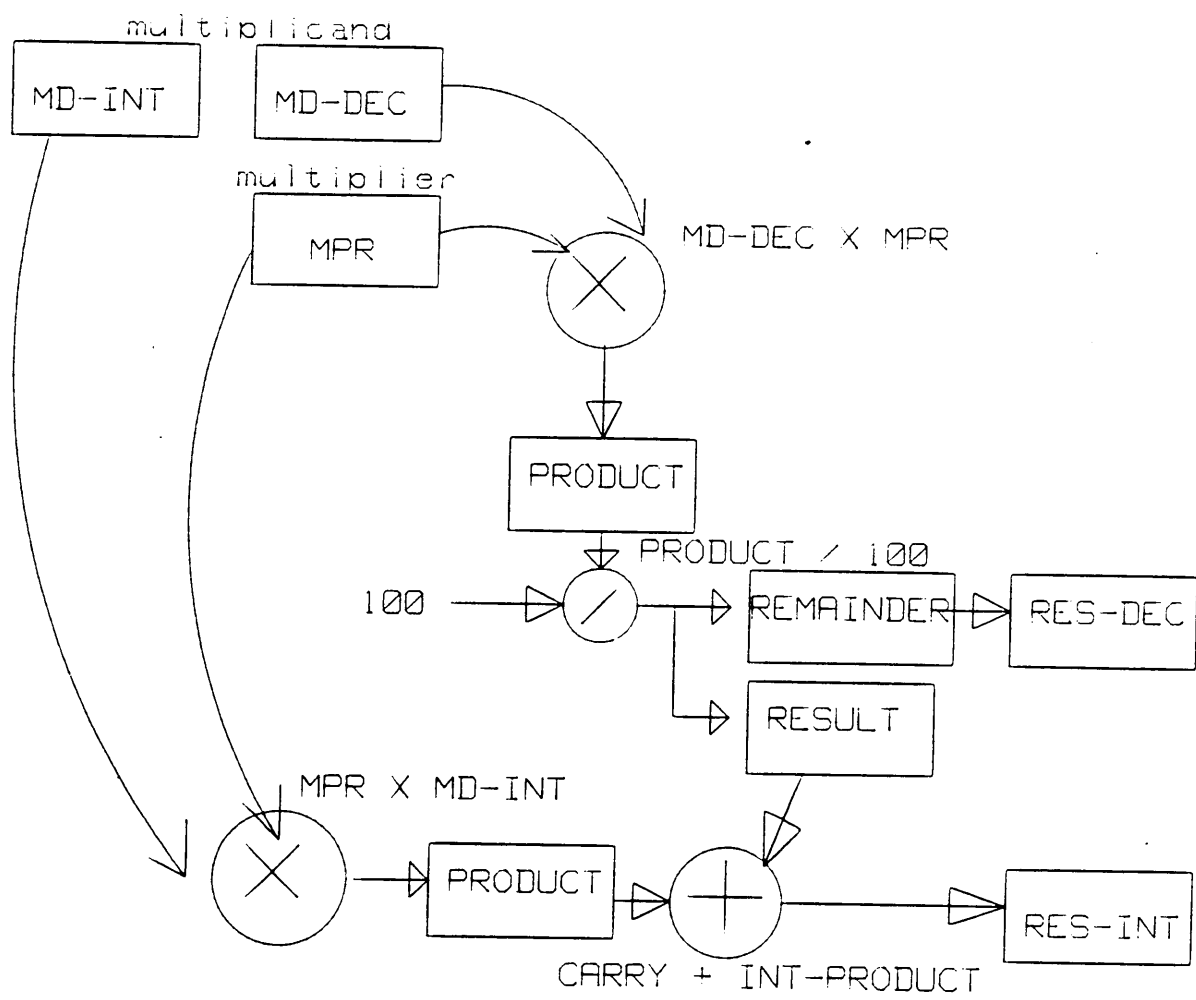 multiplicand
MD-INT
MD-DEC
multiplier
MPR
MD-DEC X MPR
PRODUCT
PRODUCT / 100
100
REMAINDER
RES-DEC
RESULT
MPR X MD-INT
PRODUCT
RES-INT
CARRY + INT-PRODUCT